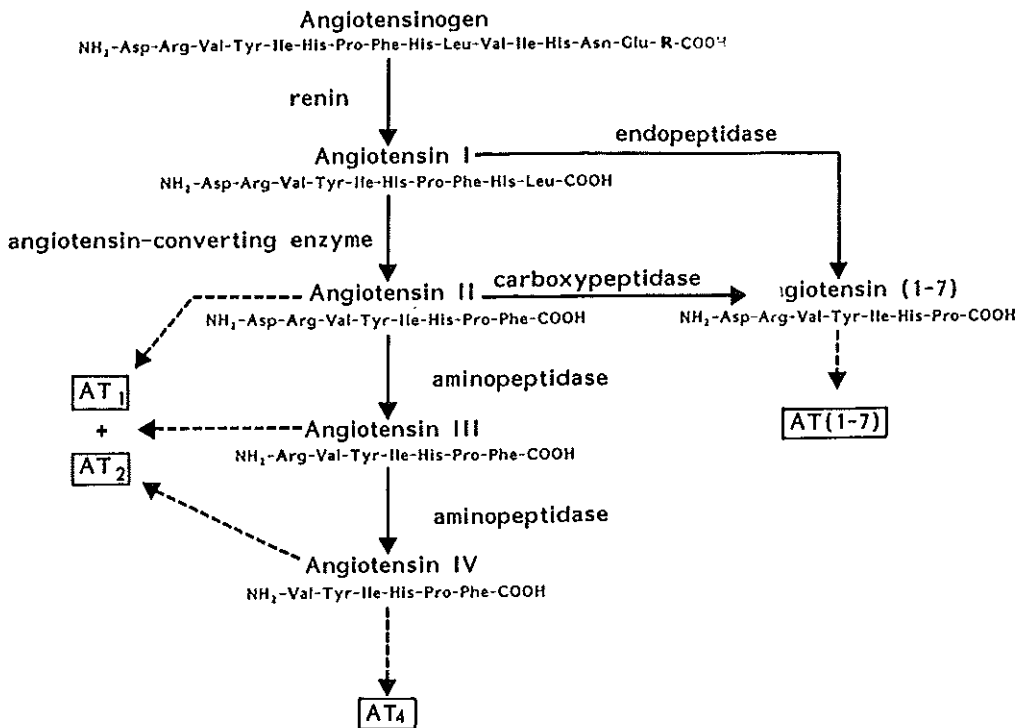 Angiotensinogen
NH2-Asp-Arg-Val-Tyr-Ile-His-Pro-Phe-His-Leu-Val-Ile-His-Asn-Glu-R-COOH
renin
endopeptidase
Angiotensin I
NH2-Asp-Arg-Val-Tyr-Ile-His-Pro-Phe-His-Leu-COOH
angiotensin-converting enzyme
Angiotensin II
carboxypeptidase
giotensin (1-7)
NH2-Asp-Arg-Val-Tyr-Ile-His-Pro-Phe-COOH
NH2-Asp-Arg-Val-Tyr-Ile-His-Pro-COOH
aminopeptidase
AT1
+
AT2
AT(1-7)
Angiotensin III
NH2-Arg-Val-Tyr-Ile-His-Pro-Phe-COOH
aminopeptidase
Angiotensin IV
NH2-Val-Tyr-Ile-His-Pro-Phe-COOH
AT4